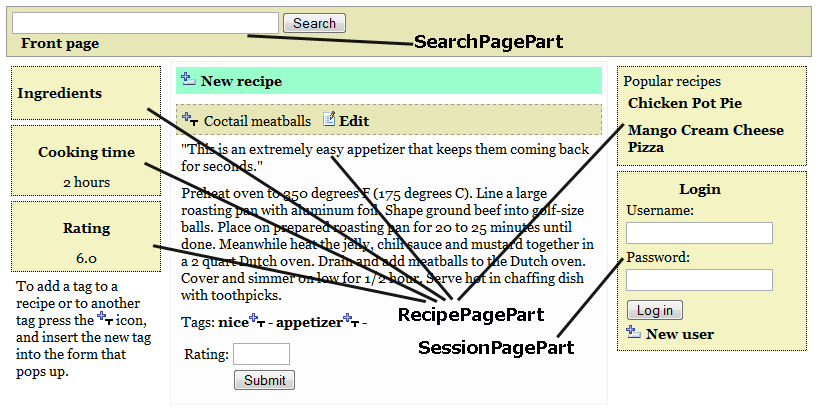 Search
Front page
SearchPagePart
Ingredients
Cooking time
2 hours
Rating
6.0
To add a tag to a
recipe or to another
tag press the T icon,
and insert the new tag
into the form that
pops up.
New recipe
Coctail meatballs Edit
"This is an extremely easy appetizer that keeps them coming back
for seconds."
Preheat oven to 350 degrees F (175 degrees C). Line a large
roasting pan with aluminum foil. Shape ground beef into golf-size
balls. Place on prepared roasting pan for 20 to 25 minutes until
done. Meanwhile heat the jelly, chili sauce and mustard together in
a 2 quart Dutch oven. Drain and add meatballs to the Dutch oven.
Cover and simmer on low for 1/2 hour. Serve hot in chaffing dish
with toothpicks.
Tags: niceT - appetizerT -
Rating:
Submit
RecipePagePart
SessionPagePart
Popular recipes
Chicken Pot Pie
Mango Cream Cheese
Pizza
Login
Username:
Password:
Log in
New user